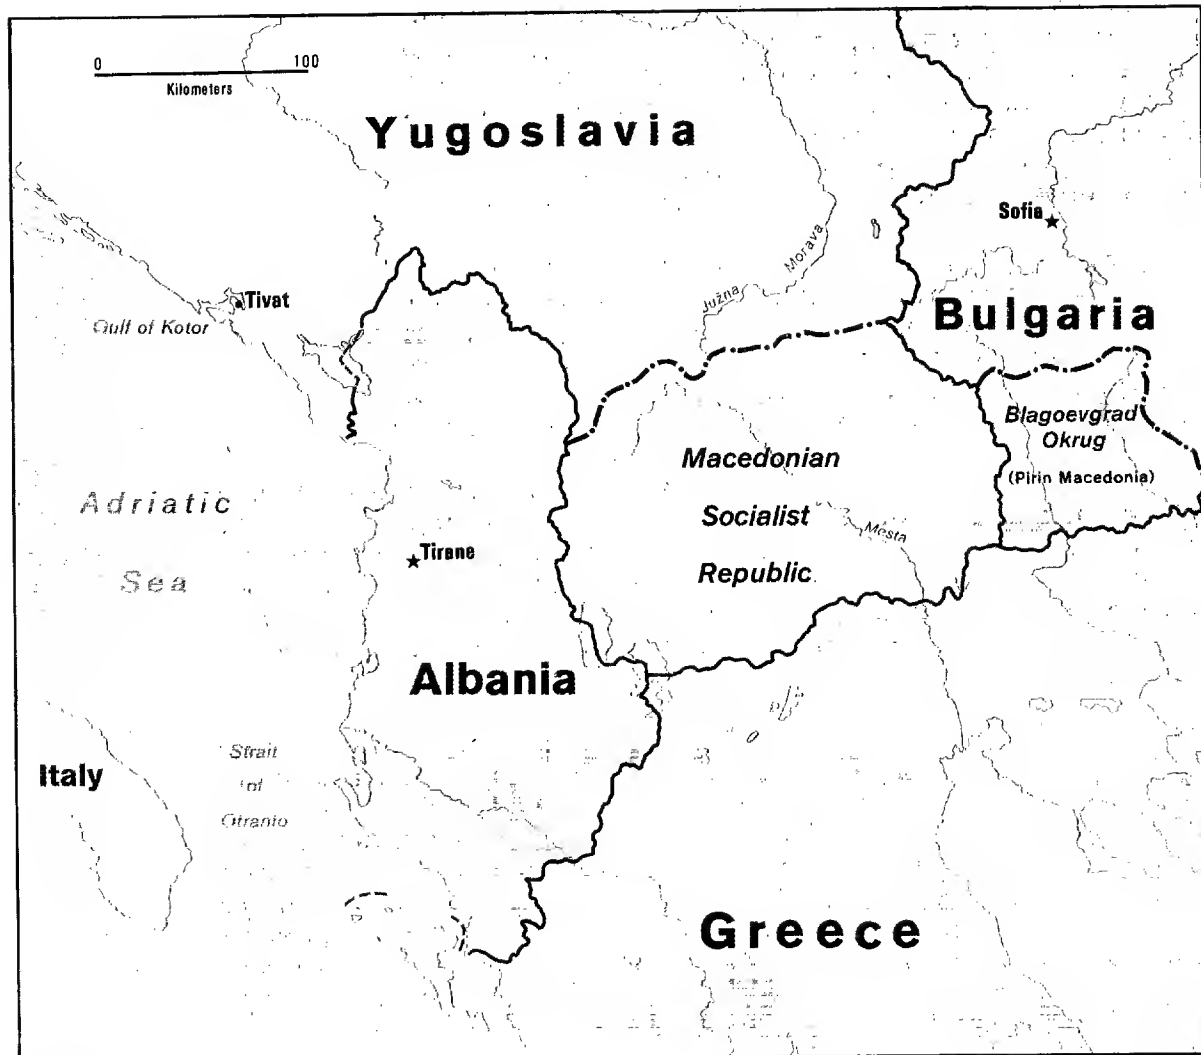 0 100
Kilometers
Yugoslavia
Sofia
Morava
Južna
Tivat
Gulf of Kotor
Bulgaria
Blagoevgrad
Okrug
(Pirin Macedonia)
Macedonian
Socialist
Republic
Mesta
Adriatic
Sea
Tirane
Albania
Strait
of
Otranto
Italy
Greece